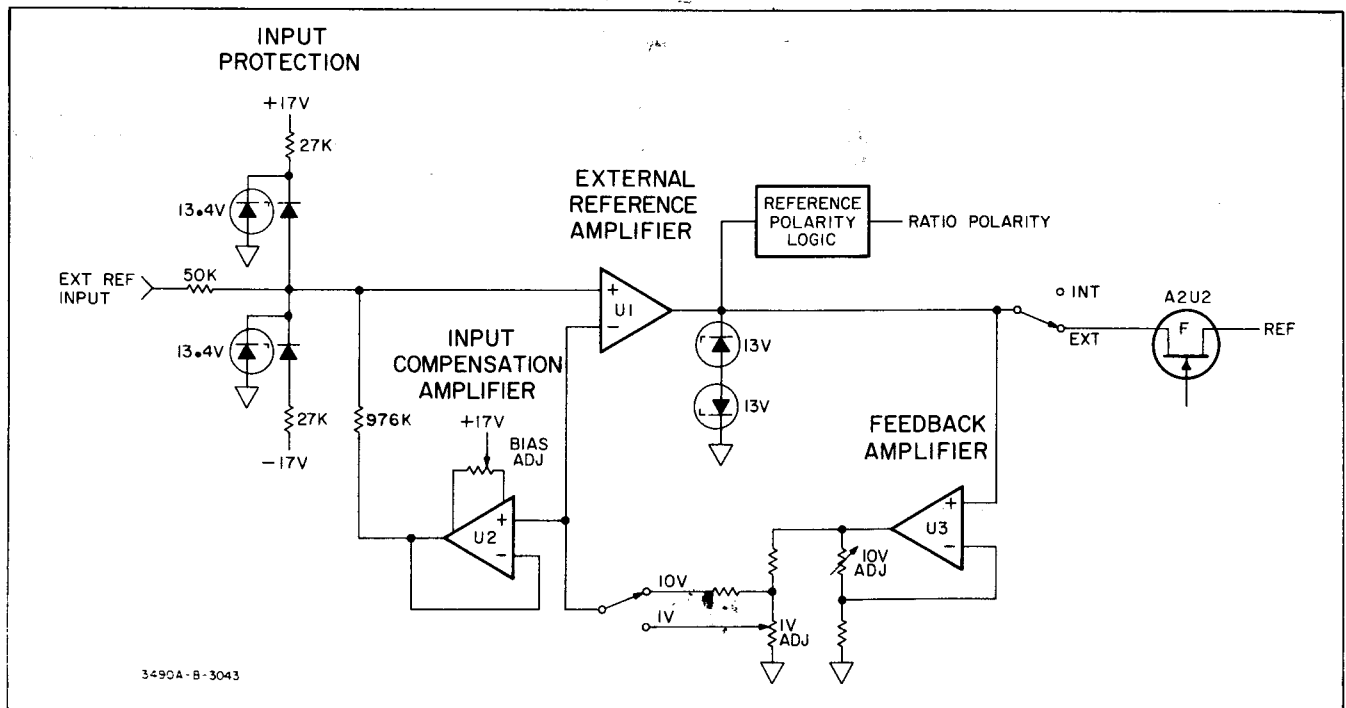 INPUT
PROTECTION
+17V
27K
13.4V
EXT REF
INPUT
50K
13.4V
27K
-17V
976K
INPUT
COMPENSATION
AMPLIFIER
+17V
BIAS
ADJ
+
U2
-
EXTERNAL
REFERENCE
AMPLIFIER
+
U1
-
REFERENCE
POLARITY
LOGIC
RATIO POLARITY
13V
13V
INT
EXT
A2U2
F
REF
FEEDBACK
AMPLIFIER
+
U3
-
10V
ADJ
10V
1V
1V
ADJ
3490A-B-3043